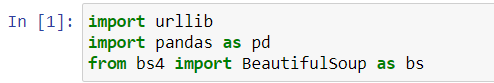 In [1]: import urllib
import pandas as pd
from bs4 import BeautifulSoup as bs